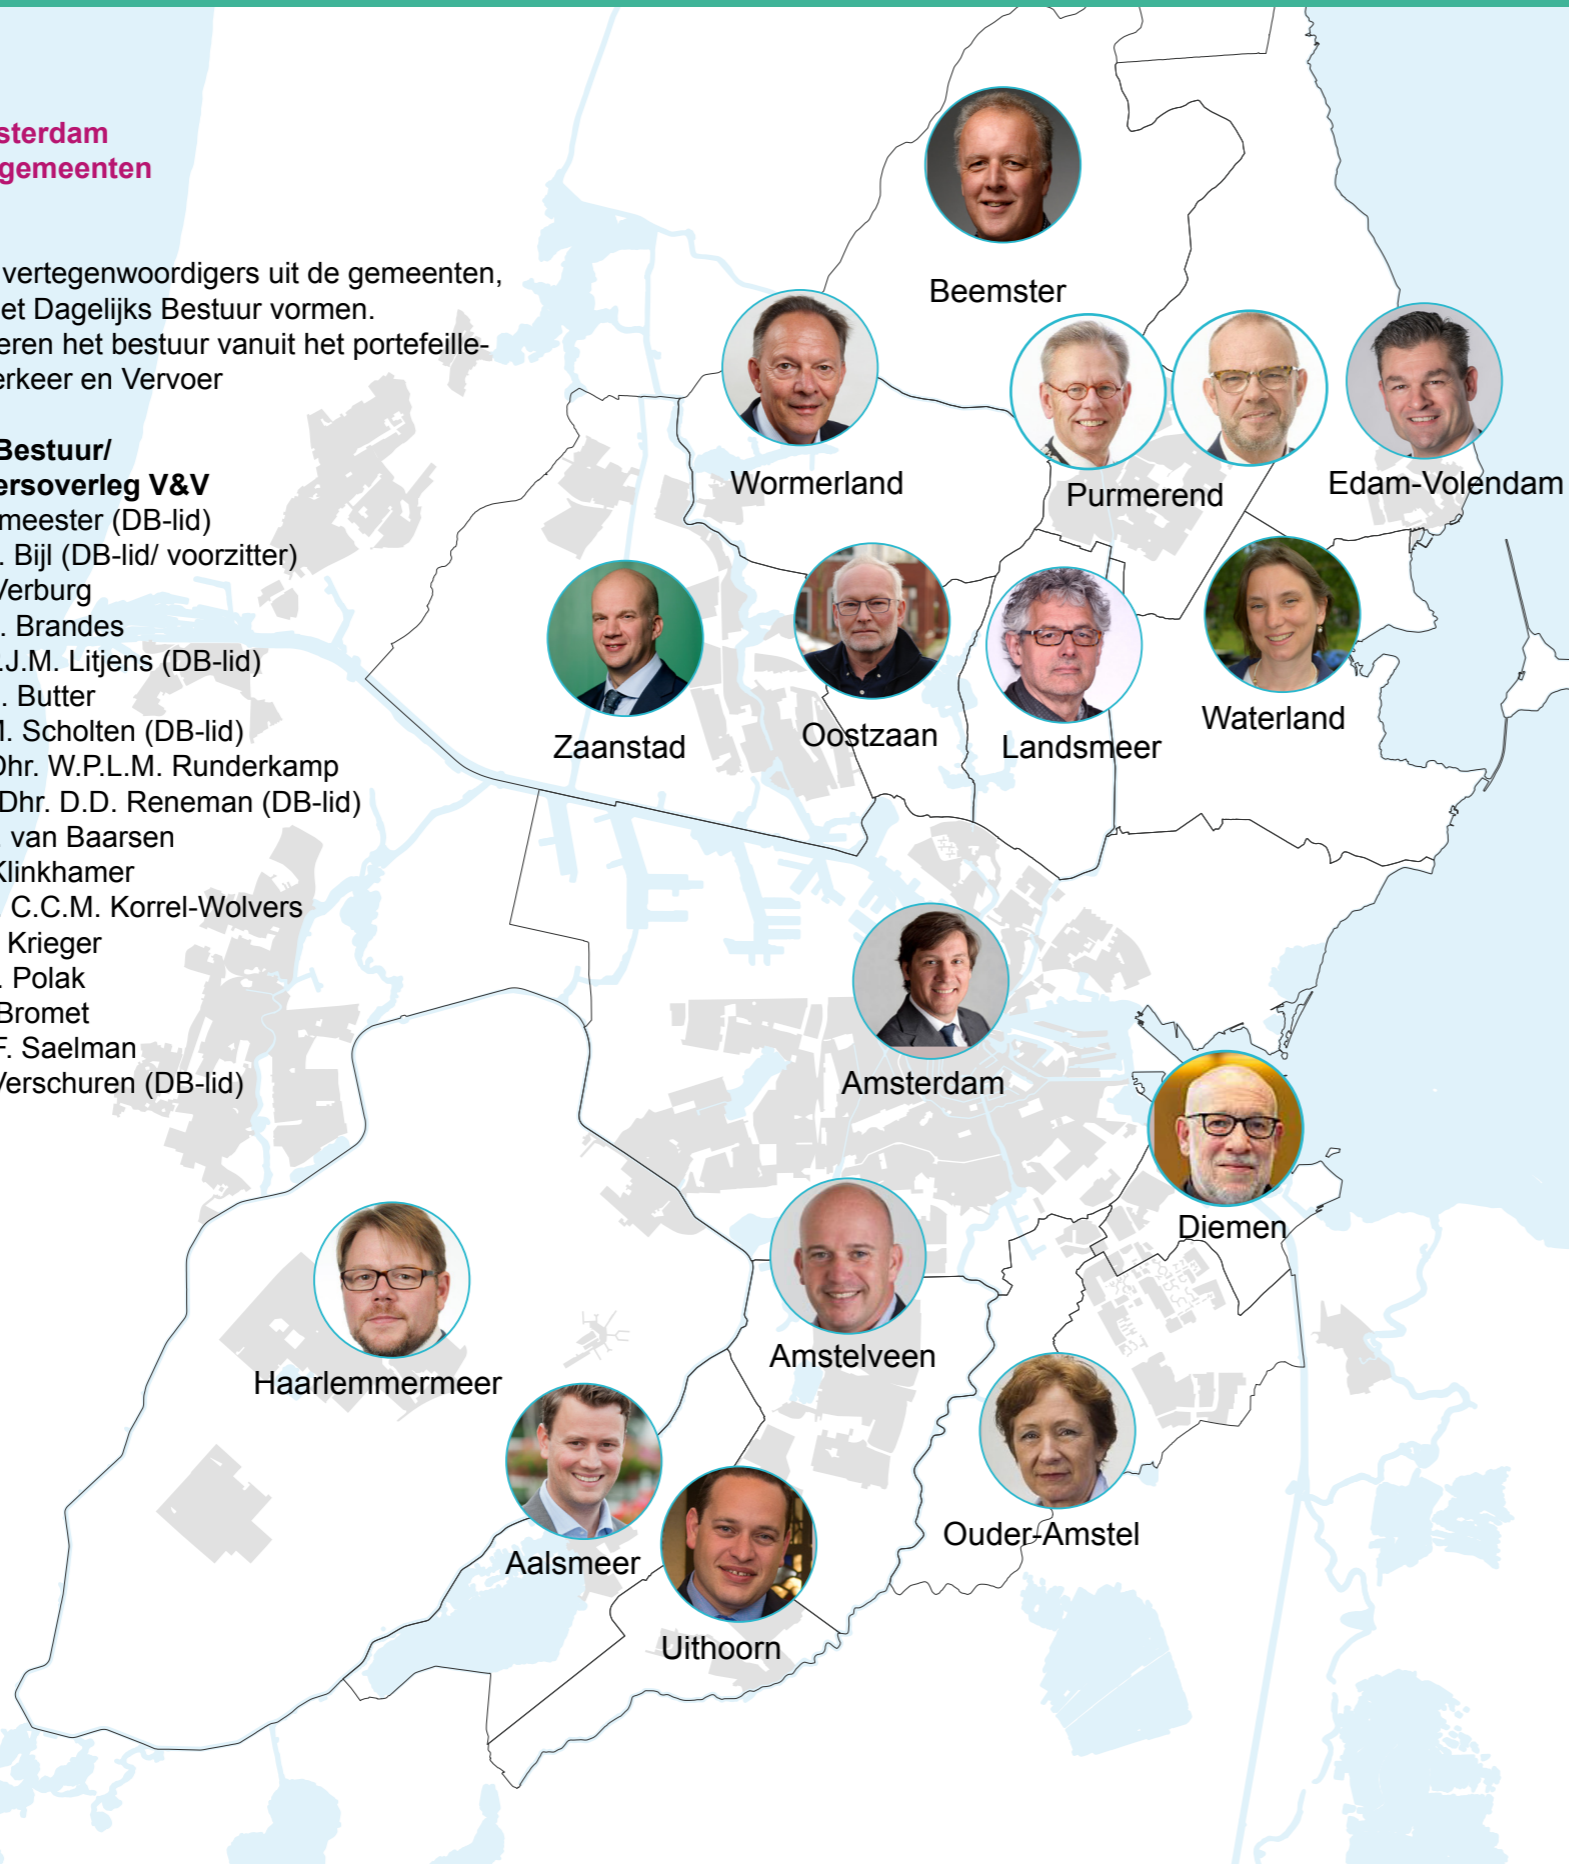 sterdam
gemeenten
vertegenwoordigers uit de gemeenten,
et Dagelijks Bestuur vormen.
eren het bestuur vanuit het portefeille-
erkeer en Vervoer
Bestuur/
ersoverleg V&V
meester (DB-lid)
. Bijl (DB-lid/ voorzitter)
Verburg
. Brandes
.J.M. Litjens (DB-lid)
. Butter
M. Scholten (DB-lid)
Dhr. W.P.L.M. Runderkamp
Dhr. D.D. Reneman (DB-lid)
. van Baarsen
Klinkhamer
. C.C.M. Korrel-Wolvers
Krieger
. Polak
Bromet
F. Saelman
Verschuren (DB-lid)
Beemster
Wormerland
Purmerend
Edam-Volendam
Zaanstad
Oostzaan
Landsmeer
Waterland
Amsterdam
Diemen
Haarlemmermeer
Amstelveen
Aalsmeer
Ouder-Amstel
Uithoorn